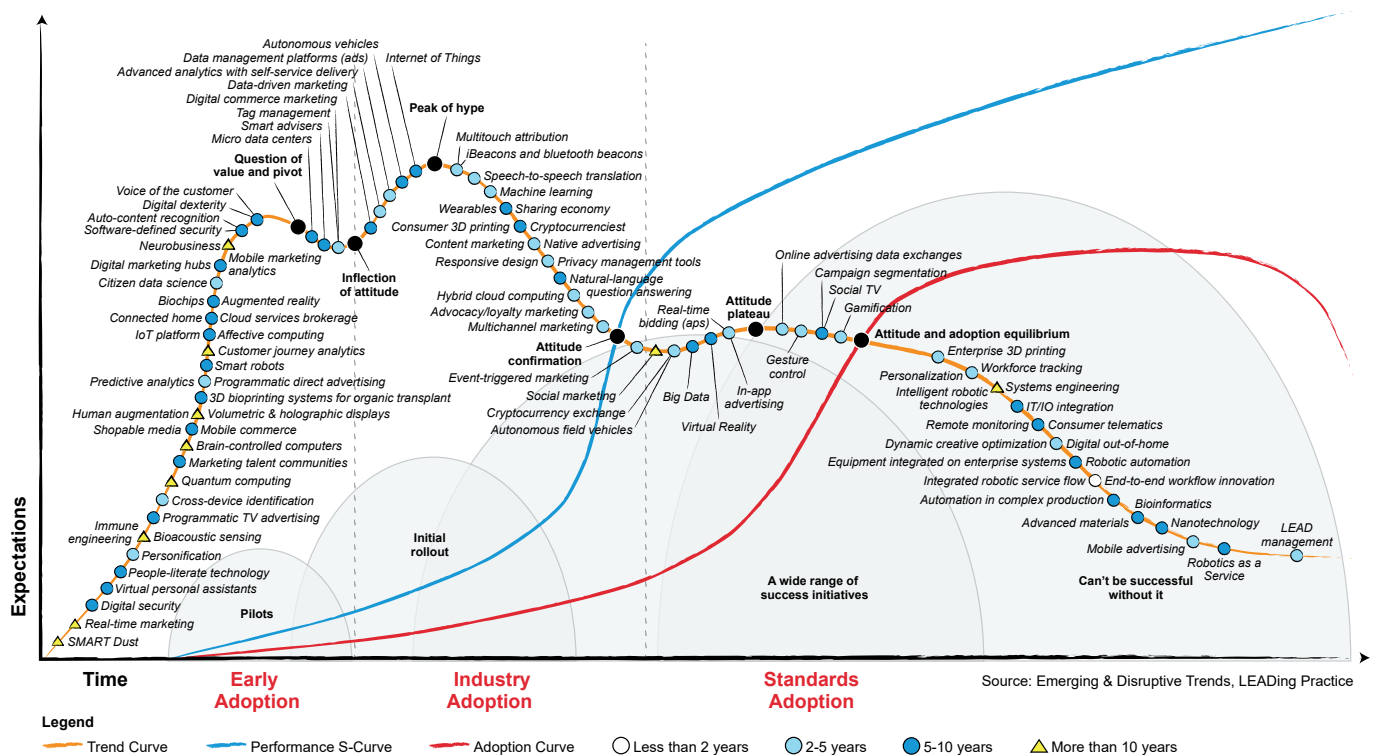 Autonomous vehicles
Data management platforms (ads)
Internet of Things
Advanced analytics with self-service delivery
Data-driven marketing
Digital commerce marketing
Tag management
Smart advisers
Micro data centers
Peak of hype
Question of
value and pivot
Multitouch attribution
iBeacons and bluetooth beacons
Speech-to-speech translation
Machine learning
Voice of the customer
Digital dexterity
Auto-content recognition
Software-defined security
Neurobusiness
Mobile marketing
analytics
Digital marketing hubs
Citizen data science
Biochips
Augmented reality
Connected home
Cloud services brokerage
IoT platform
Affective computing
Customer journey analytics
Smart robots
Predictive analytics
Programmatic direct advertising
3D bioprinting systems for organic transplant
Human augmentation
Volumetric & holographic displays
Shopable media
Mobile commerce
Brain-controlled computers
Marketing talent communities
Quantum computing
Cross-device identification
Programmatic TV advertising
Immune
engineering
Bioacoustic sensing
Personification
People-literate technology
Virtual personal assistants
Digital security
Real-time marketing
SMART Dust
Inflection
of attitude
Wearables
Sharing economy
Consumer 3D printing
Cryptocurrenciest
Content marketing
Native advertising
Responsive design
Privacy management tools
Natural-language
question answering
Hybrid cloud computing
Advocacy/loyalty marketing
Multichannel marketing
Attitude
confirmation
Event-triggered marketing
Social marketing
Cryptocurrency exchange
Autonomous field vehicles
Real-time
bidding (aps)
Big Data
Virtual Reality
In-app
advertising
Attitude
plateau
Online advertising data exchanges
Campaign segmentation
Social TV
Gamification
Gesture
control
Attitude and adoption equilibrium
Enterprise 3D printing
Workforce tracking
Personalization
Systems engineering
Intelligent robotic
technologies
IT/IO integration
Remote monitoring
Consumer telematics
Dynamic creative optimization
Digital out-of-home
Equipment integrated on enterprise systems
Robotic automation
Integrated robotic service flow
End-to-end workflow innovation
Automation in complex production
Bioinformatics
Advanced materials
Nanotechnology
Mobile advertising
Robotics as a
Service
LEAD
management
Pilots
Initial
rollout
A wide range of
success initiatives
Can't be successful
without it
Expectations
Time
Early
Adoption
Industry
Adoption
Standards
Adoption
Source: Emerging & Disruptive Trends, LEADing Practice
Legend
Trend Curve
Performance S-Curve
Adoption Curve
Less than 2 years
2-5 years
5-10 years
More than 10 years